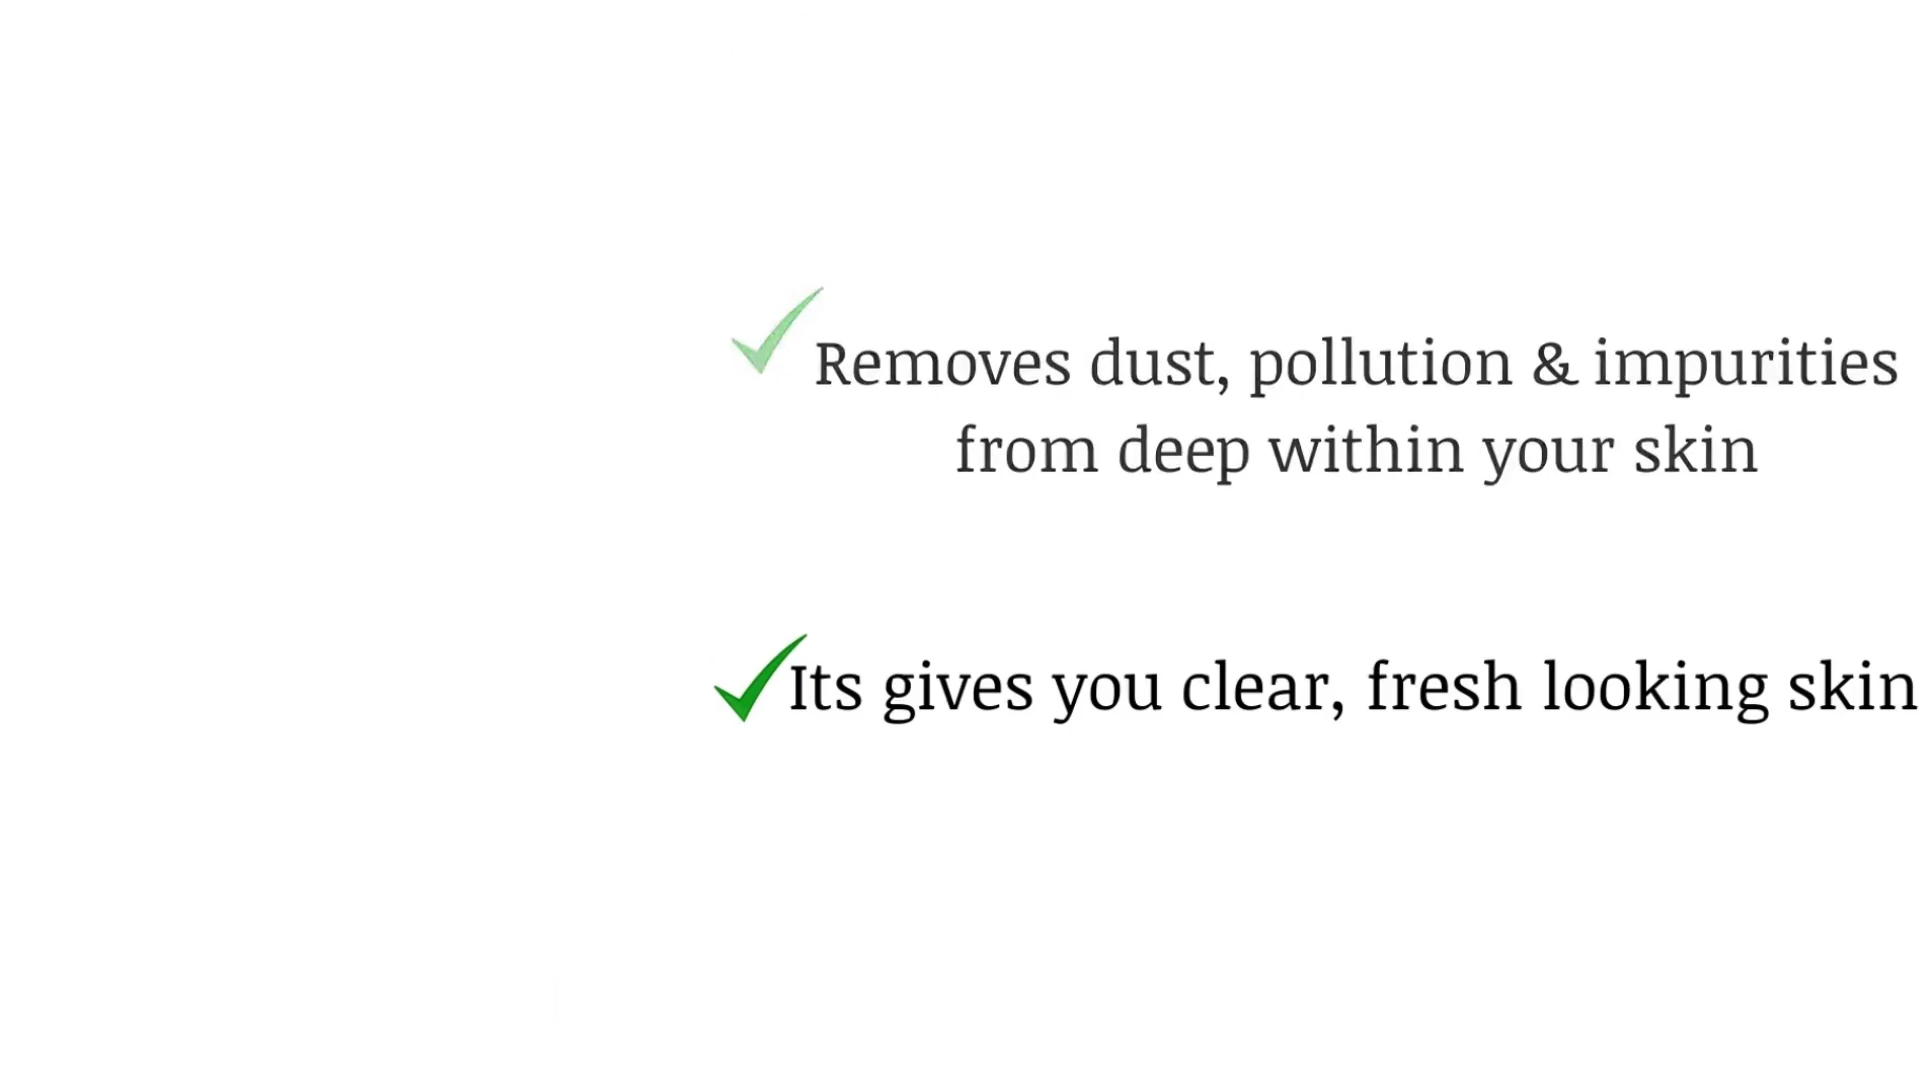 Removes dust, pollution & impurities
from deep within your skin
Its gives you clear, fresh looking skin